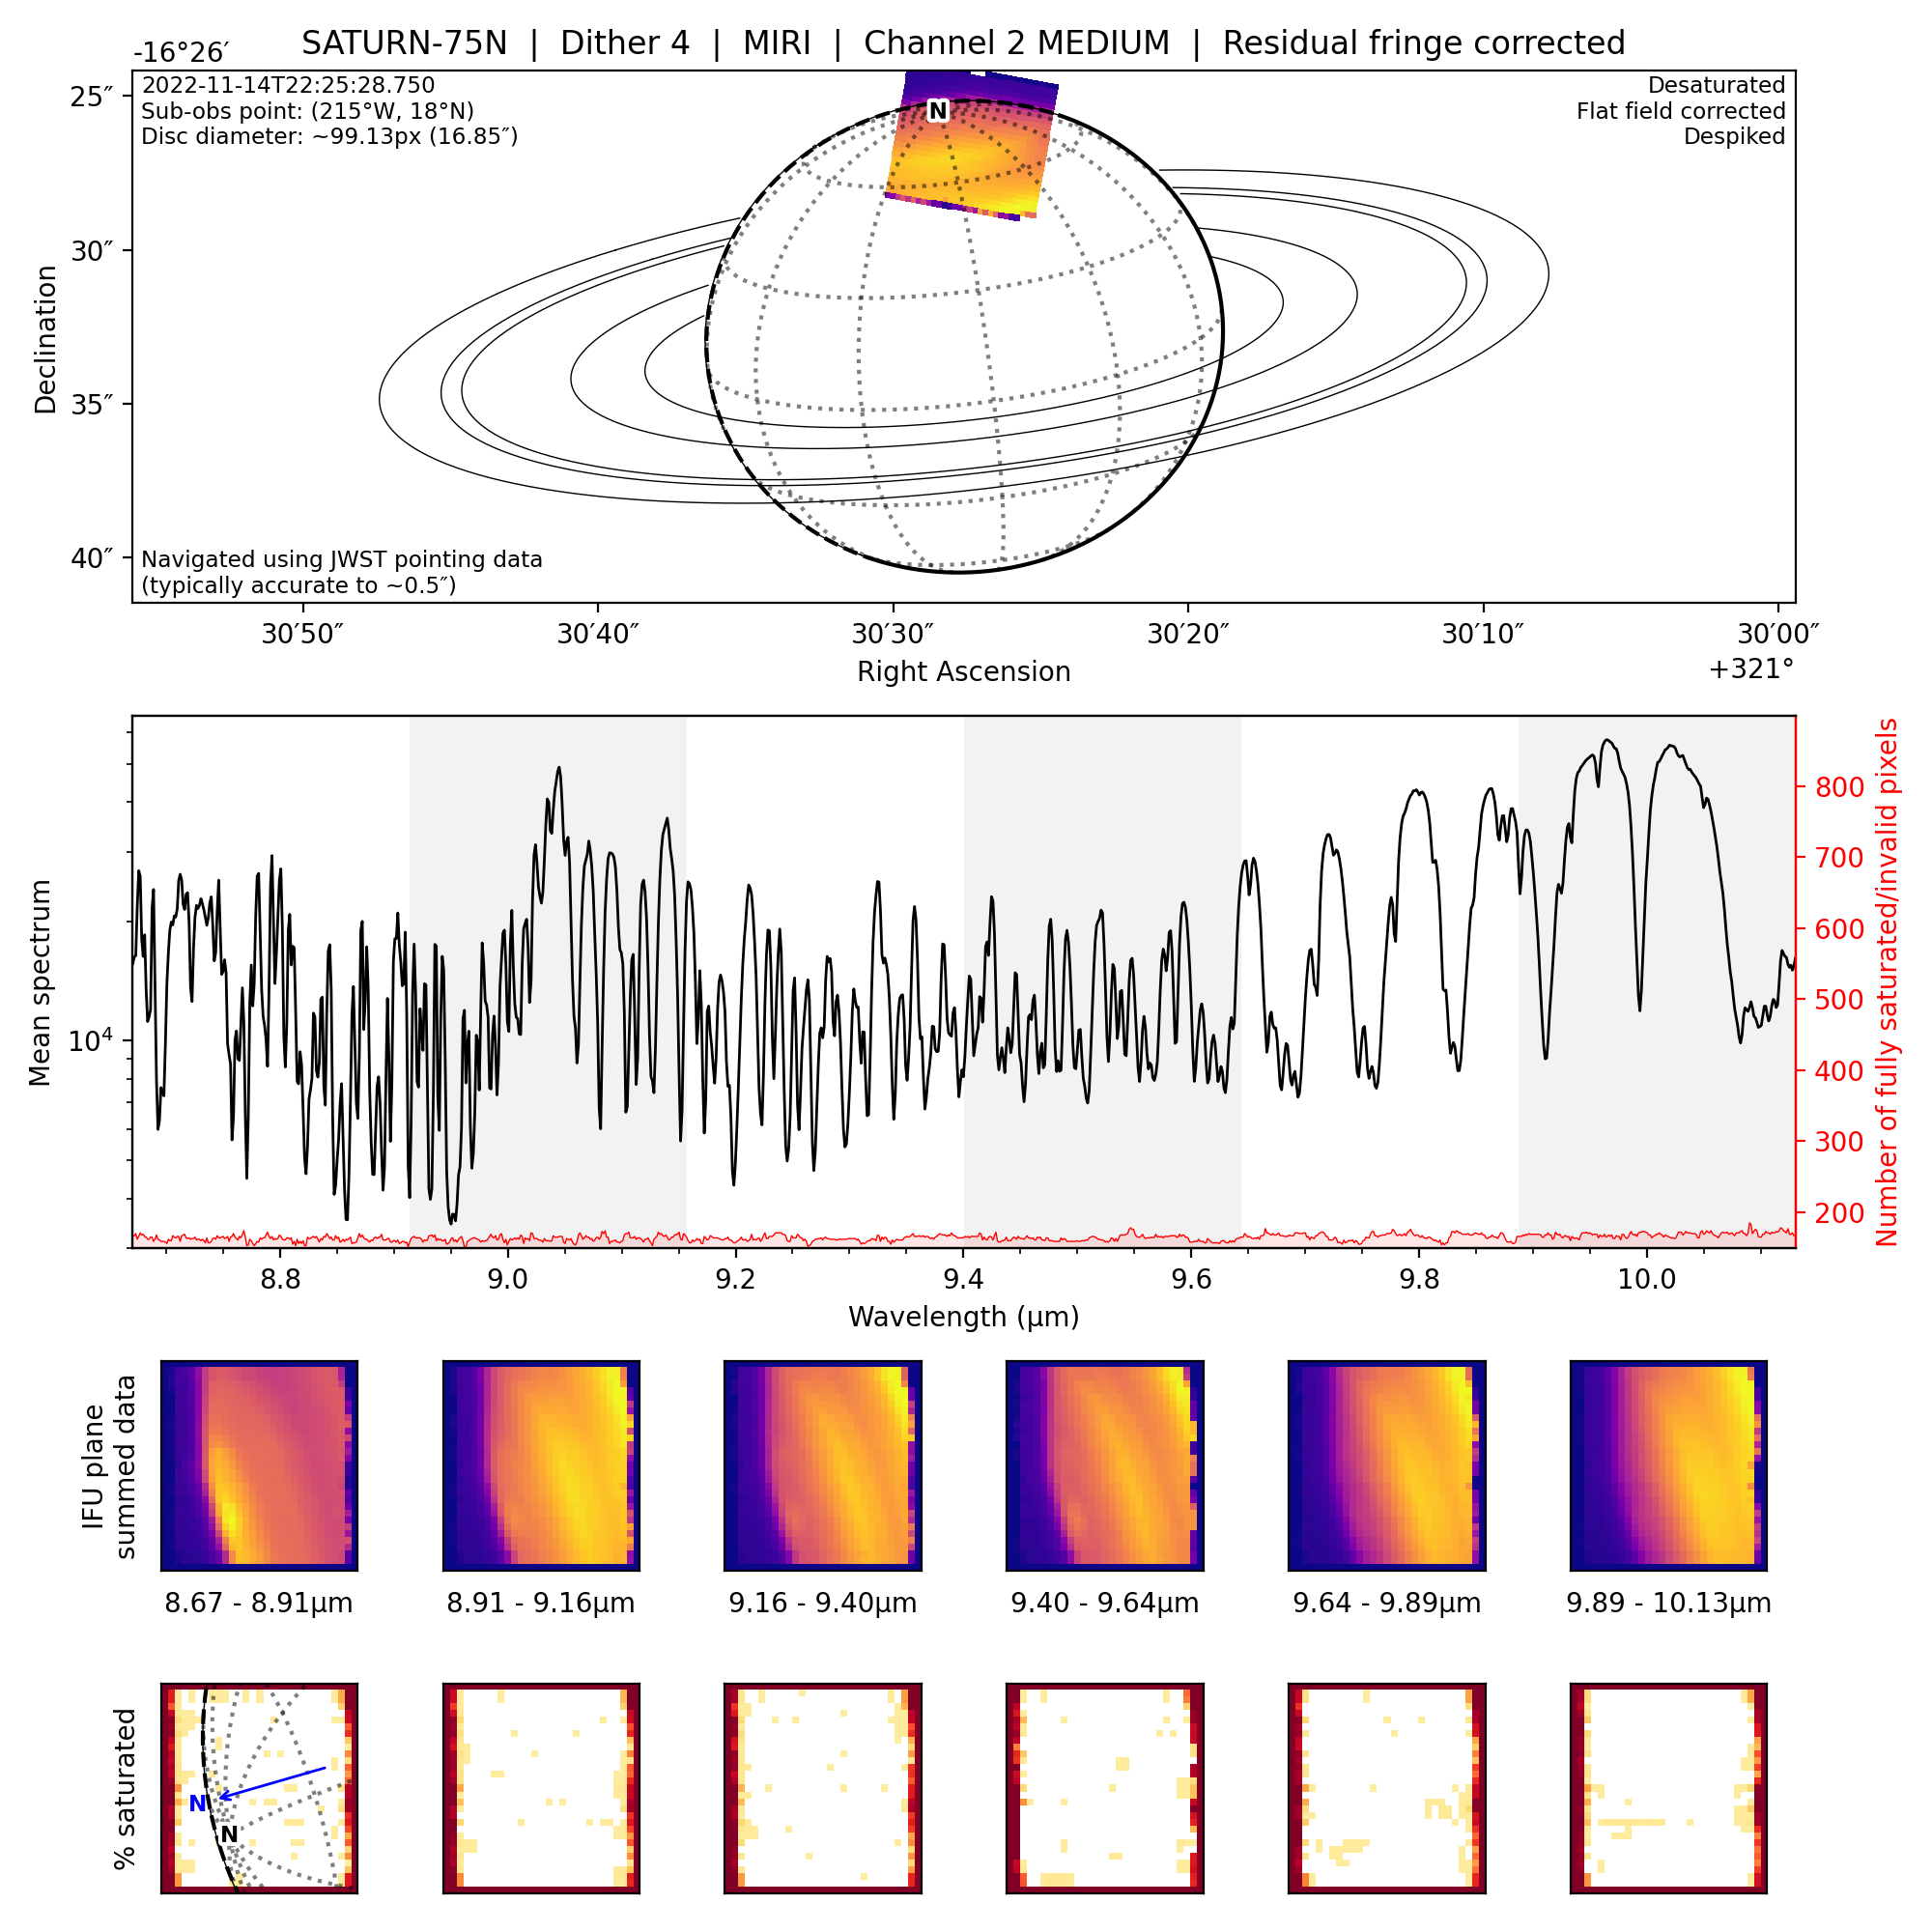 SATURN-75N | Dither 4 | MIRI | Channel 2 MEDIUM | Residual fringe corrected
-16°26′
2022-11-14T22:25:28.750
Sub-obs point: (215°W, 18°N)
Disc diameter: ~99.13px (16.85″)
Desaturated
Flat field corrected
Despiked
N
25″
30″
35″
40″
Declination
Navigated using JWST pointing data
(typically accurate to ~0.5″)
30′50″ 30′40″ 30′30″ 30′20″ 30′10″ 30′00″
Right Ascension
+321°
Mean spectrum
10⁴
800
700
600
500
400
300
200
Number of fully saturated/invalid pixels
8.8 9.0 9.2 9.4 9.6 9.8 10.0
Wavelength (µm)
IFU plane
summed data
8.67 - 8.91µm 8.91 - 9.16µm 9.16 - 9.40µm 9.40 - 9.64µm 9.64 - 9.89µm 9.89 - 10.13µm
% saturated
N
N